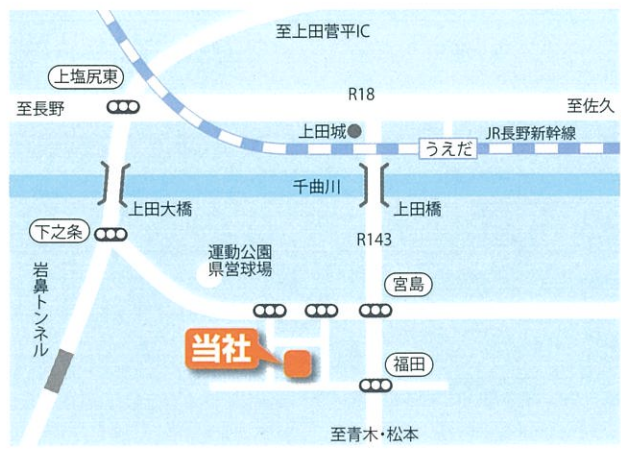 至上田菅平IC
上塩尻東
R18
至長野
至佐久
上田城
JR長野新幹線
うえだ
千曲川
上田大橋
上田橋
下之条
R143
運動公園
県営球場
岩鼻トンネル
宮島
当社
福田
至青木・松本